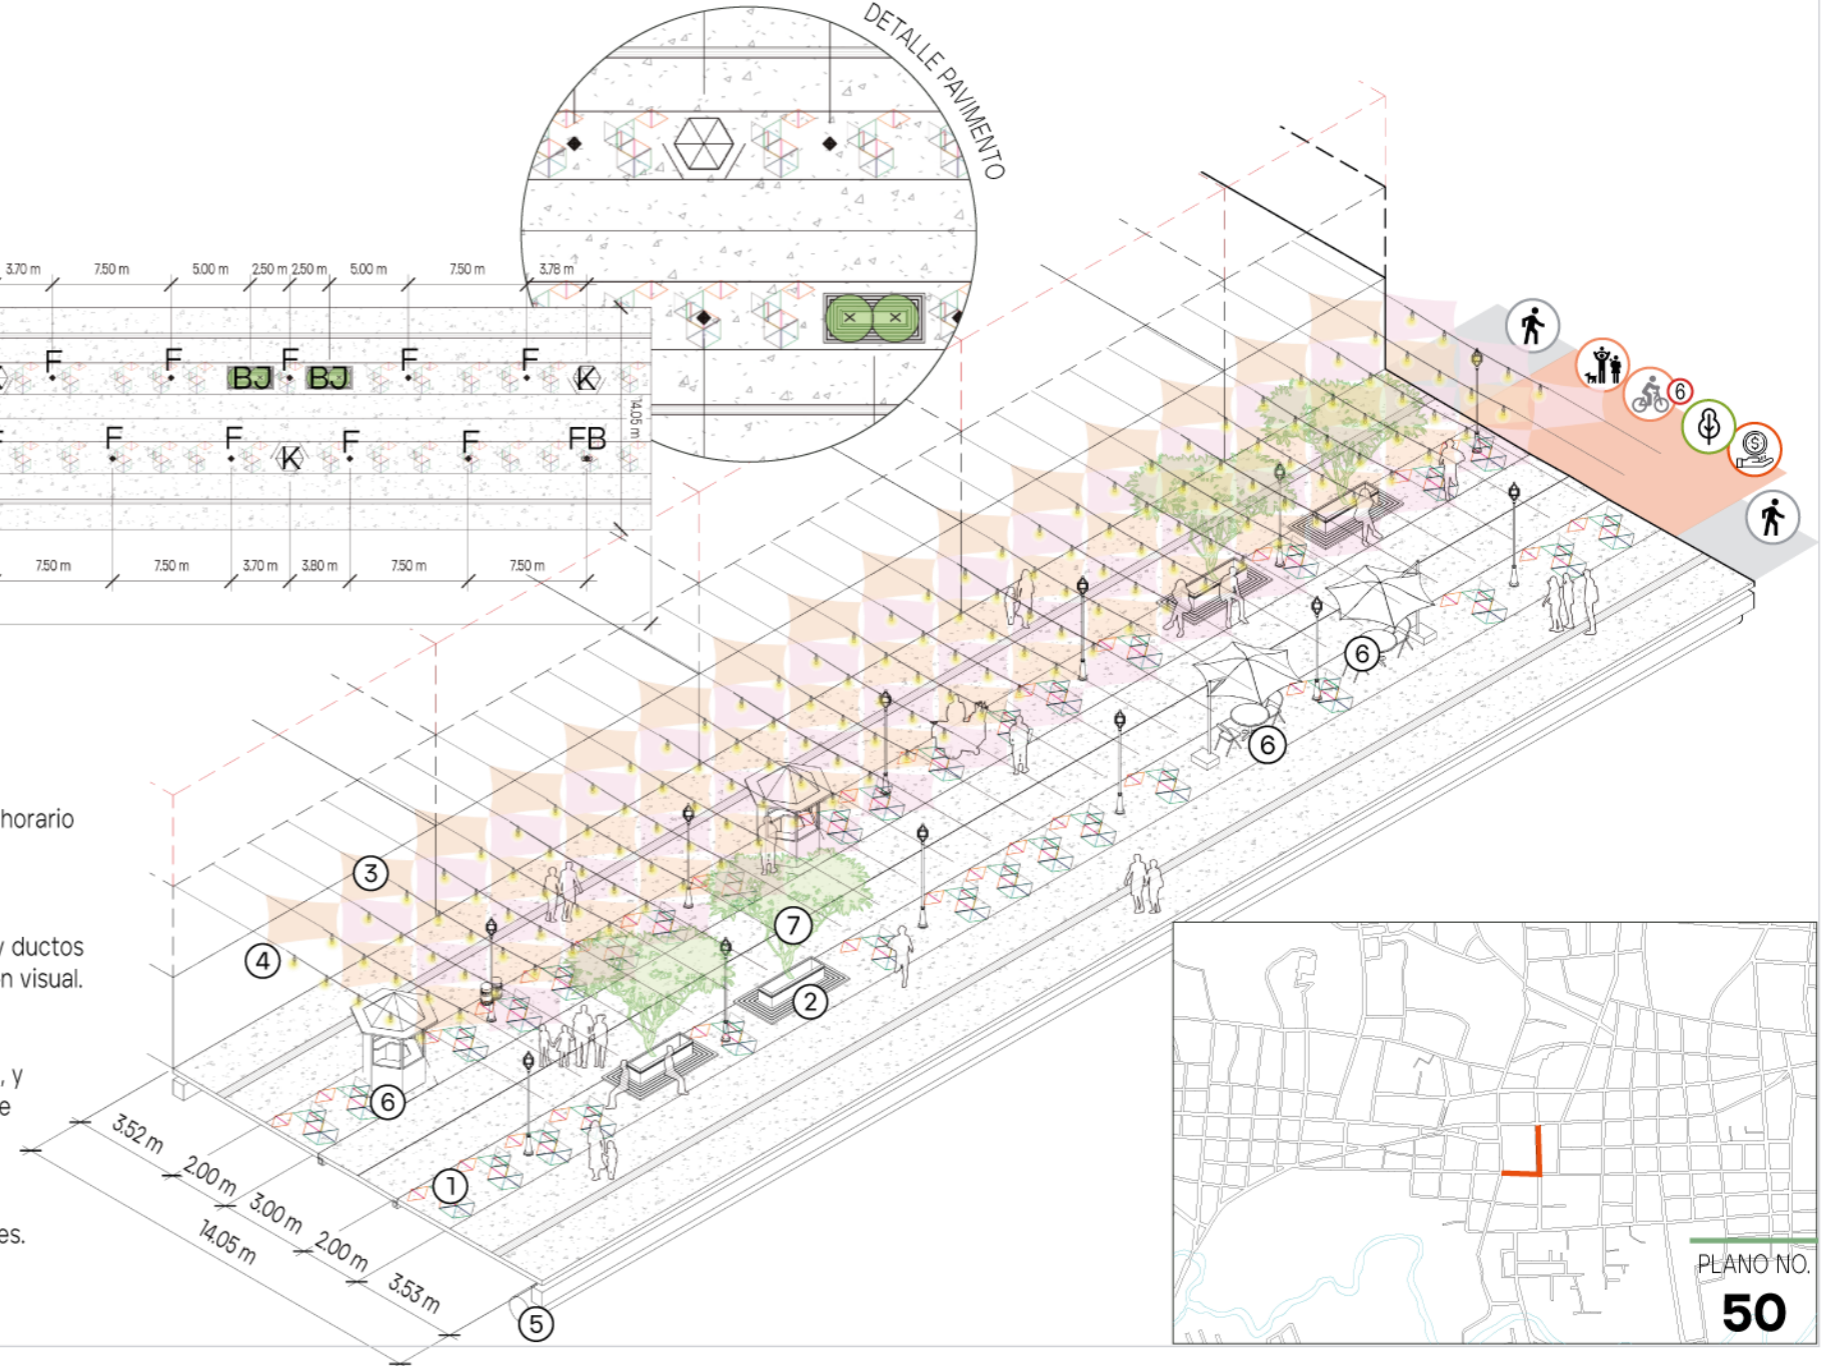 DETALLE PAVIMENTO
3.70 m 7.50 m 5.00 m 2.50 m 2.50 m 5.00 m 7.50 m 3.78 m
F F BJ F BJ F F K
14.05 m
F F K F F FB
7.50 m 7.50 m 3.70 m 3.80 m 7.50 m 7.50 m
6
6
6
horario
3
7
y ductos
n visual.
4
2
, y
e
6
1
es.
3.52 m
2.00 m
3.00 m
2.00 m
3.53 m
14.05 m
5
PLANO NO.
50